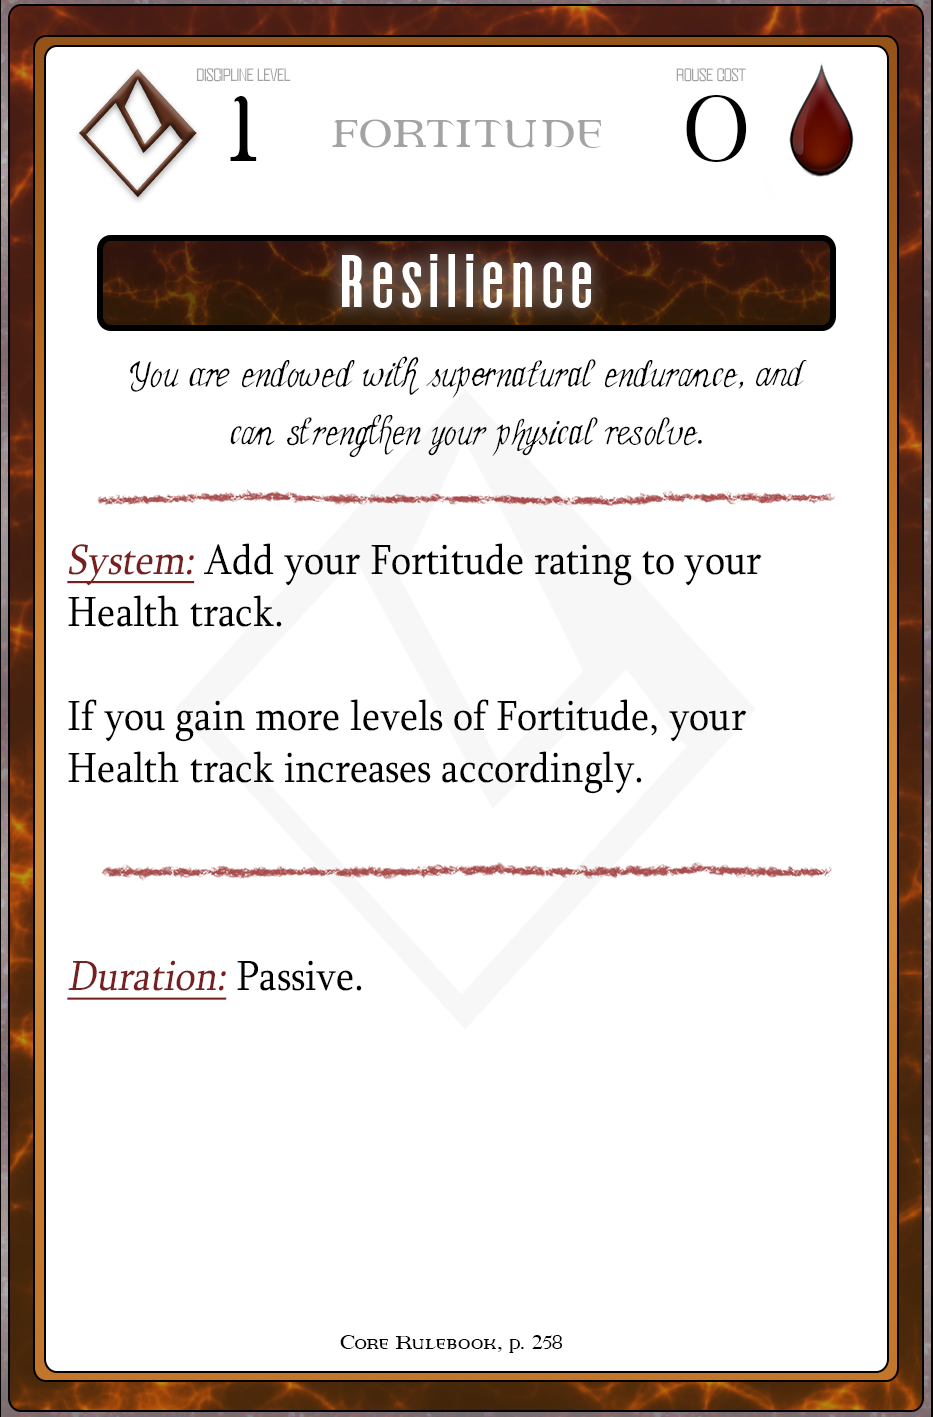 DISCIPLINE LEVEL
ROUSE COST
1
FORTITUDE
0
Resilience
You are endowed with supernatural endurance, and
can strengthen your physical resolve.
System: Add your Fortitude rating to your
Health track.
If you gain more levels of Fortitude, your
Health track increases accordingly.
Duration: Passive.
Core Rulebook, p. 258